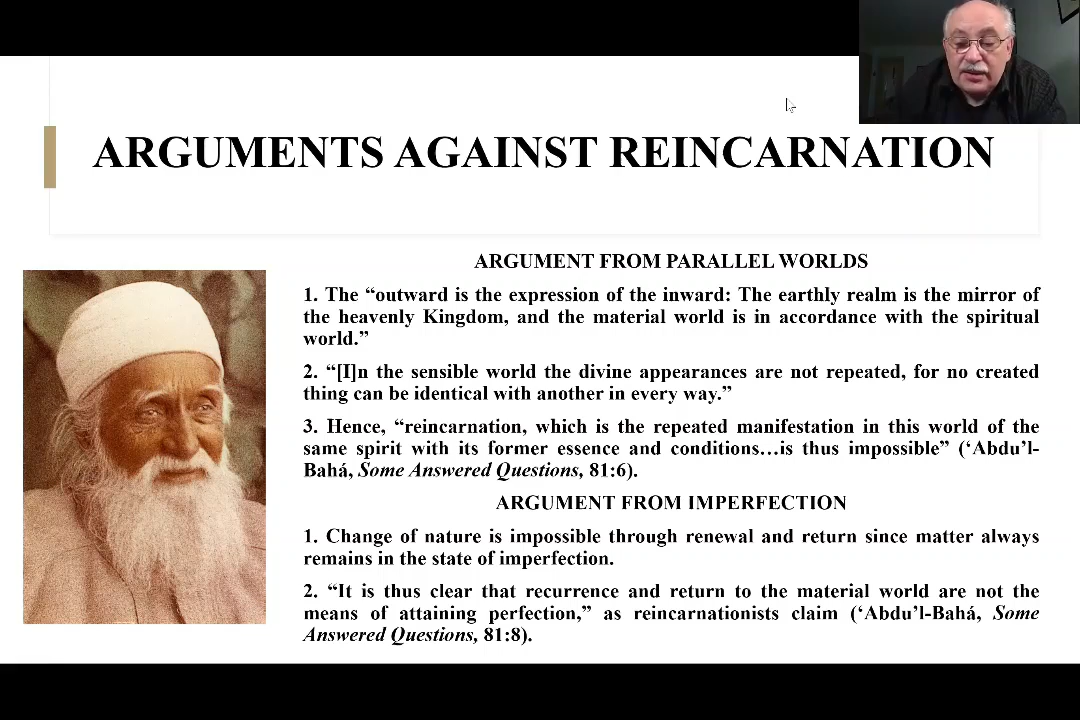 ARGUMENTS AGAINST REINCARNATION
ARGUMENT FROM PARALLEL WORLDS
1. The “outward is the expression of the inward: The earthly realm is the mirror of
the heavenly Kingdom, and the material world is in accordance with the spiritual
world.”
2. “[I]n the sensible world the divine appearances are not repeated, for no created
thing can be identical with another in every way.”
3. Hence, “reincarnation, which is the repeated manifestation in this world of the
same spirit with its former essence and conditions…is thus impossible” (‘Abdu’l-
Bahá, Some Answered Questions, 81:6).
ARGUMENT FROM IMPERFECTION
1. Change of nature is impossible through renewal and return since matter always
remains in the state of imperfection.
2. “It is thus clear that recurrence and return to the material world are not the
means of attaining perfection,” as reincarnationists claim (‘Abdu’l-Bahá, Some
Answered Questions, 81:8).